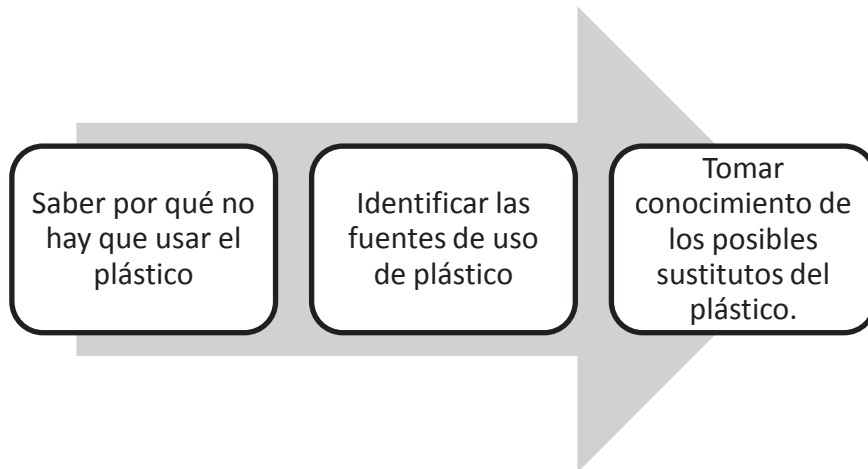 Saber por qué no
hay que usar el
plástico
Identificar las
fuentes de uso
de plástico
Tomar
conocimiento de
los posibles
sustitutos del
plástico.